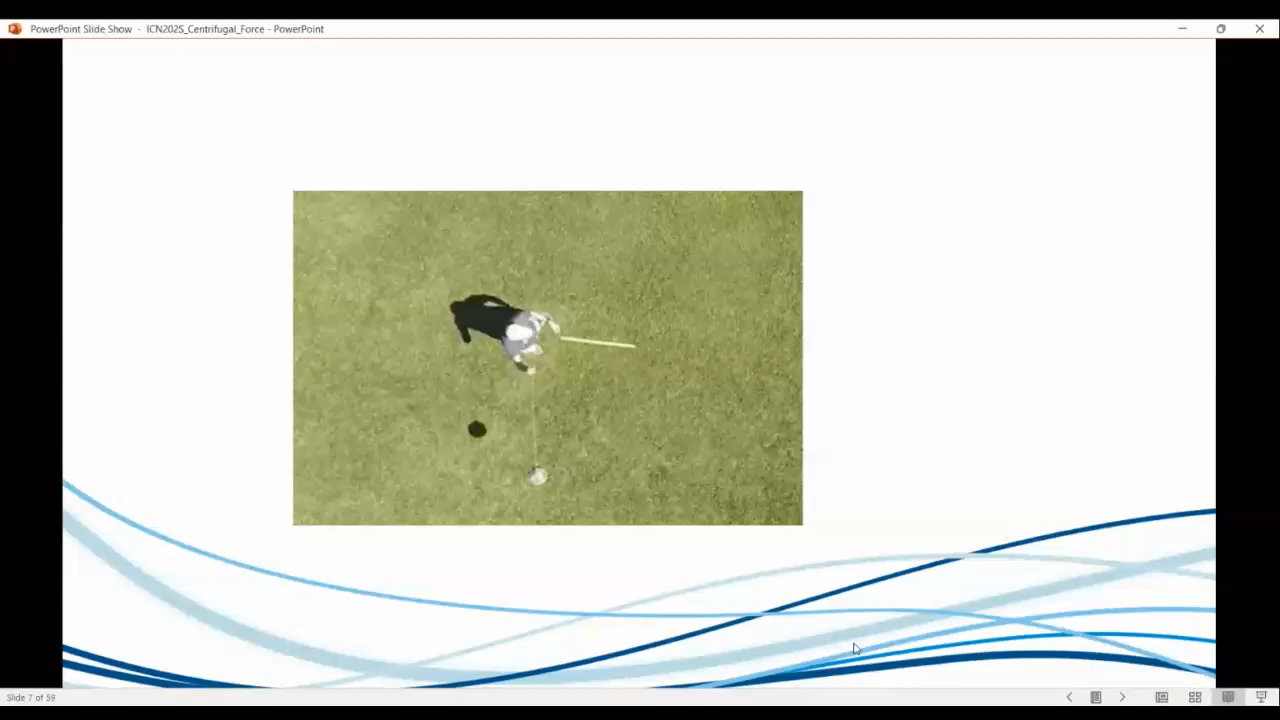 PowerPoint Slide Show - ICN202S_Centrifugal_Force - PowerPoint
Slide 7 of 59